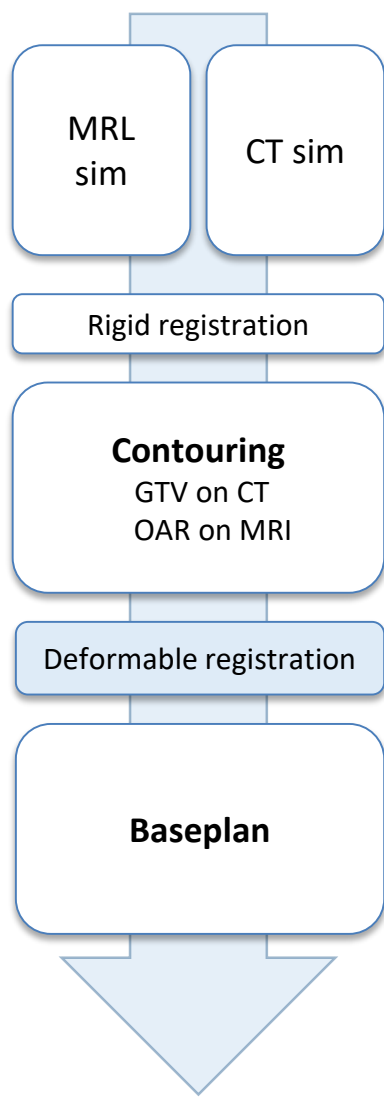 MRL
sim
CT sim
Rigid registration
Contouring
GTV on CT
OAR on MRI
Deformable registration
Baseplan